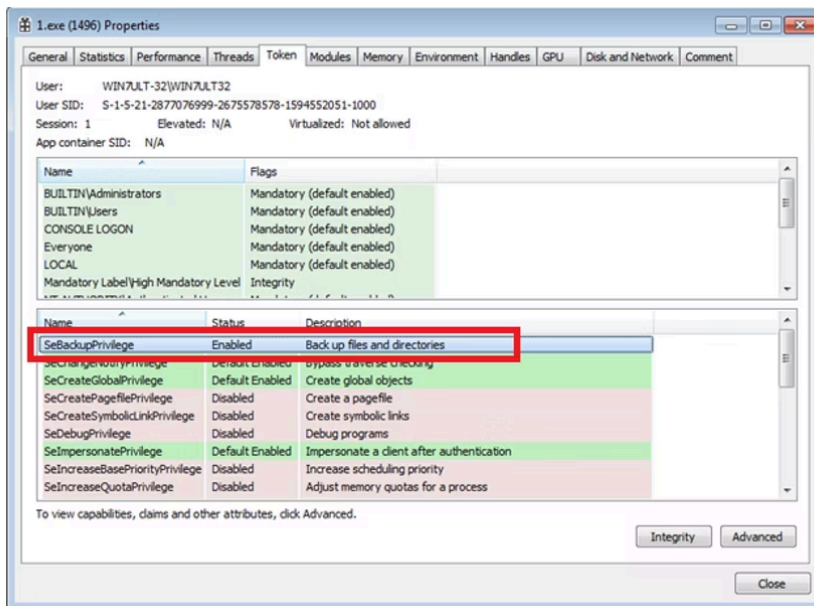 1.exe (1496) Properties
General Statistics Performance Threads Token Modules Memory Environment Handles GPU Disk and Network Comment
User: WIN7ULT-32\WIN7ULT32
User SID: S-1-5-21-2877076999-2675578578-1594552051-1000
Session: 1 Elevated: N/A Virtualized: Not allowed
App container SID: N/A
Name Flags
BUILTIN\Administrators Mandatory (default enabled)
BUILTIN\Users Mandatory (default enabled)
CONSOLE LOGON Mandatory (default enabled)
Everyone Mandatory (default enabled)
LOCAL Mandatory (default enabled)
Mandatory Label\High Mandatory Level Integrity
Name Status Description
SeBackupPrivilege Enabled Back up files and directories
SeChangeNotifyPrivilege Default Enabled Bypass traverse checking
SeCreateGlobalPrivilege Default Enabled Create global objects
SeCreatePagefilePrivilege Disabled Create a pagefile
SeCreateSymbolicLinkPrivilege Disabled Create symbolic links
SeDebugPrivilege Disabled Debug programs
SeImpersonatePrivilege Default Enabled Impersonate a client after authentication
SeIncreaseBasePriorityPrivilege Disabled Increase scheduling priority
SeIncreaseQuotaPrivilege Disabled Adjust memory quotas for a process
To view capabilities, claims and other attributes, click Advanced.
Integrity Advanced
Close